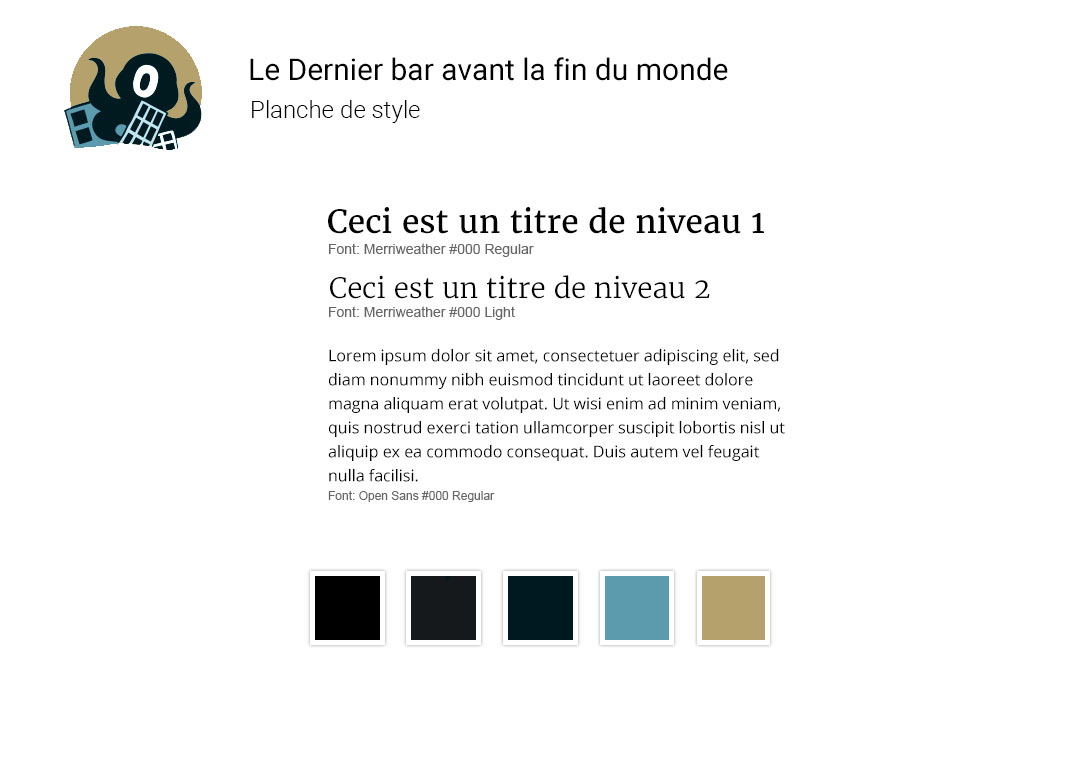 Le Dernier bar avant la fin du monde
Planche de style
Ceci est un titre de niveau 1
Font: Merriweather #000 Regular
Ceci est un titre de niveau 2
Font: Merriweather #000 Light
Lorem ipsum dolor sit amet, consectetuer adipiscing elit, sed
diam nonummy nibh euismod tincidunt ut laoreet dolore
magna aliquam erat volutpat. Ut wisi enim ad minim veniam,
quis nostrud exerci tation ullamcorper suscipit lobortis nisl ut
aliquip ex ea commodo consequat. Duis autem vel feugait
nulla facilisi.
Font: Open Sans #000 Regular